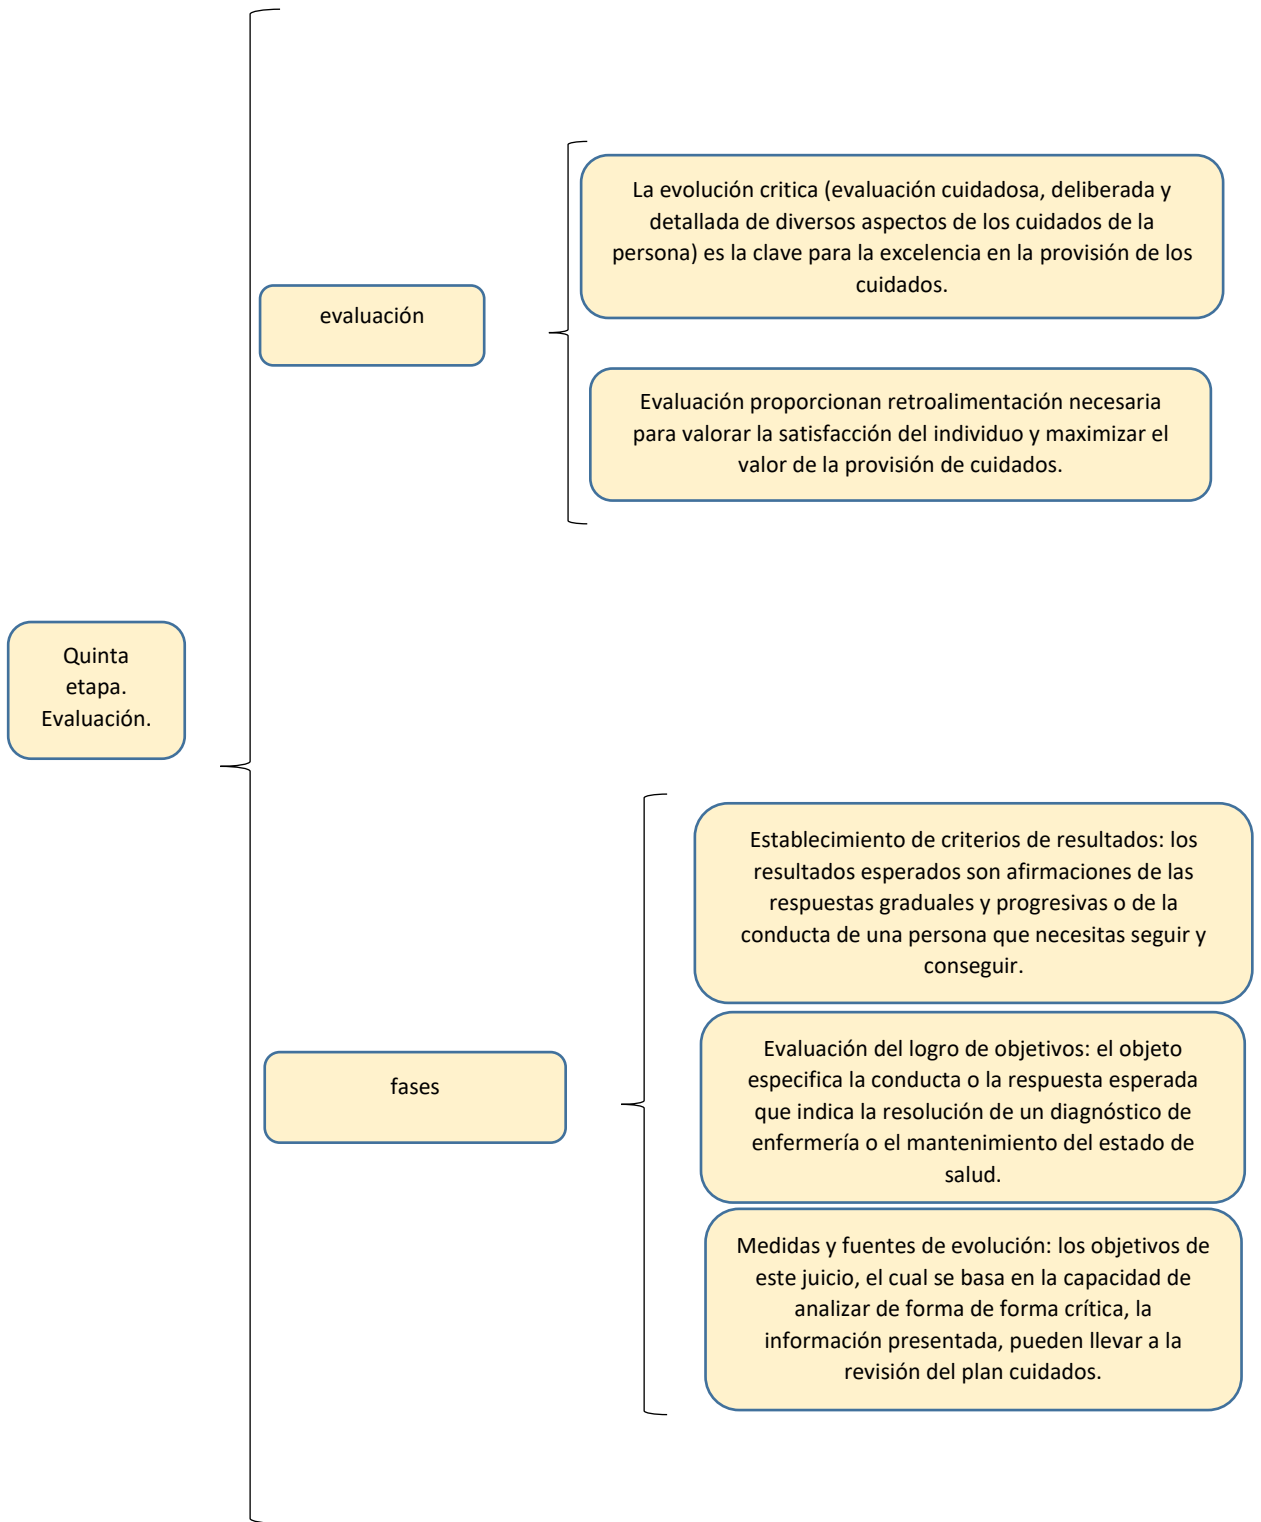 Quinta
etapa.
Evaluación.
evaluación
La evolución critica (evaluación cuidadosa, deliberada y
detallada de diversos aspectos de los cuidados de la
persona) es la clave para la excelencia en la provisión de los
cuidados.
Evaluación proporcionan retroalimentación necesaria
para valorar la satisfacción del individuo y maximizar el
valor de la provisión de cuidados.
fases
Establecimiento de criterios de resultados: los
resultados esperados son afirmaciones de las
respuestas graduales y progresivas o de la
conducta de una persona que necesitas seguir y
conseguir.
Evaluación del logro de objetivos: el objeto
especifica la conducta o la respuesta esperada
que indica la resolución de un diagnóstico de
enfermería o el mantenimiento del estado de
salud.
Medidas y fuentes de evolución: los objetivos de
este juicio, el cual se basa en la capacidad de
analizar de forma de forma crítica, la
información presentada, pueden llevar a la
revisión del plan cuidados.